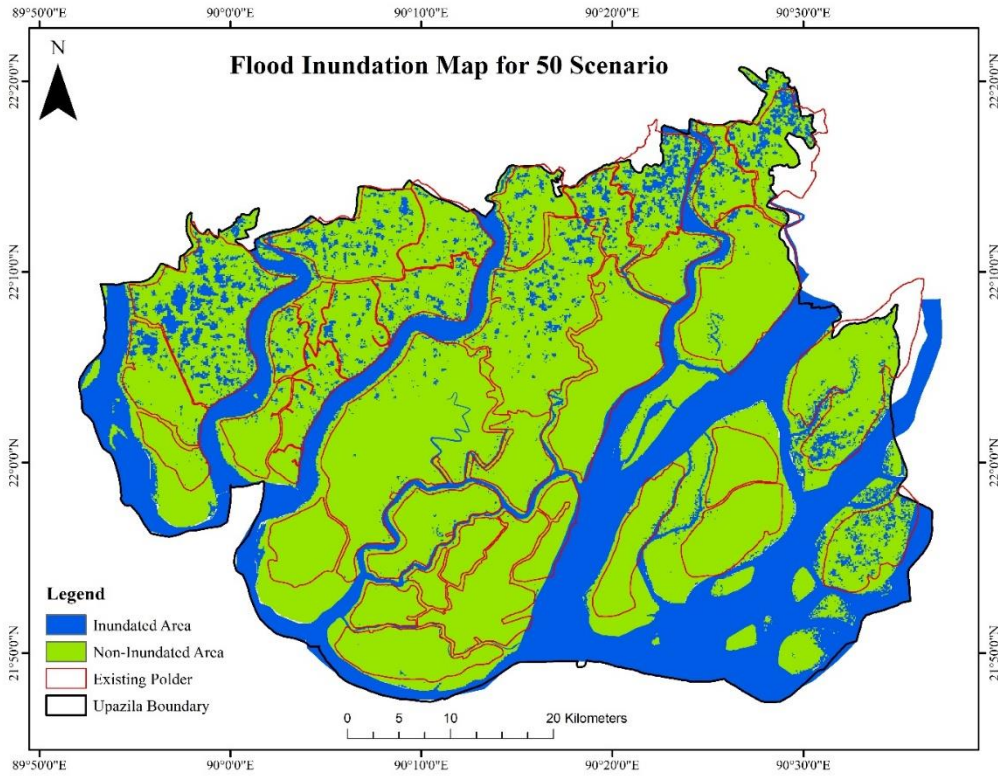 89°50'0"E 90°0'0"E 90°10'0"E 90°20'0"E 90°30'0"E
N
Flood Inundation Map for 50 Scenario
22°20'0"N 22°20'0"N
22°10'0"N 22°10'0"N
22°0'0"N 22°0'0"N
21°50'0"N 21°50'0"N
Legend
Inundated Area
Non-Inundated Area
Existing Polder
Upazila Boundary
0 5 10 20 Kilometers
89°50'0"E 90°0'0"E 90°10'0"E 90°20'0"E 90°30'0"E